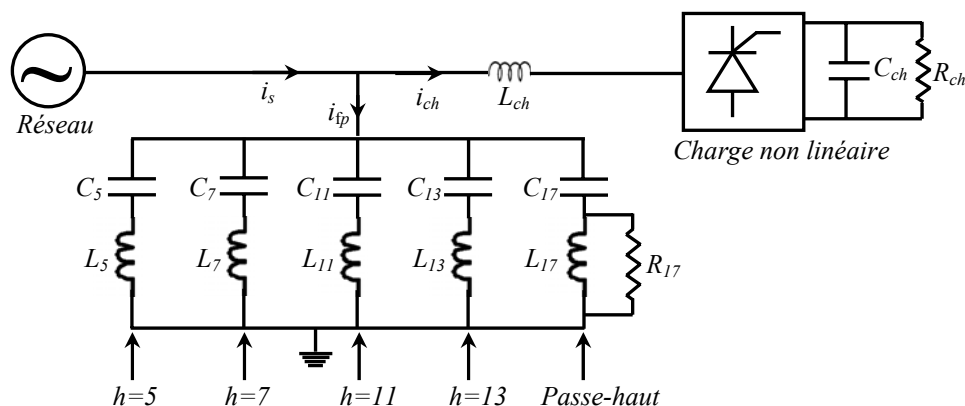 Réseau
i_s
i_fp
i_ch
L_ch
C_ch
R_ch
Charge non linéaire
C_5
C_7
C_11
C_13
C_17
L_5
L_7
L_11
L_13
L_17
R_17
h=5
h=7
h=11
h=13
Passe-haut